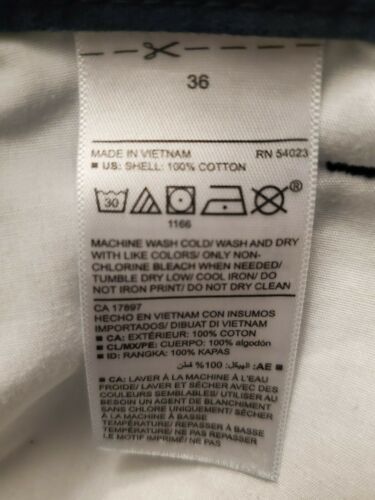 36
MADE IN VIETNAM RN 54023
■ US: SHELL: 100% COTTON
30
1166
®
MACHINE WASH COLD/ WASH AND DRY
WITH LIKE COLORS/ ONLY NON-
CHLORINE BLEACH WHEN NEEDED/
TUMBLE DRY LOW/ COOL IRON/ DO
NOT IRON PRINT/ DO NOT DRY CLEAN
CA 17897
HECHO EN VIETNAM CON INSUMOS
IMPORTADOS/ DIBUAT DI VIETNAM
■ CA: EXTÉRIEUR: 100% COTTON
■ CL/MX/PE: CUERPO: 100% algodón
■ ID: RANGKA: 100% KAPAS
■ AE: الهيكل: 100% قطن
■ CA: LAVER À LA MACHINE À L'EAU
FROIDE/ LAVER ET SÉCHER AVEC DES
COULEURS SEMBLABLES/ UTILISER AU
BESOIN UN AGENT DE BLANCHIMENT
SANS CHLORE UNIQUEMENT/ SÉCHER
À BASSE TEMPÉRATURE/ REPASSER À BASSE
TEMPÉRATURE/ NE PAS REPASSER
LE MOTIF IMPRIMÉ/ NE PAS